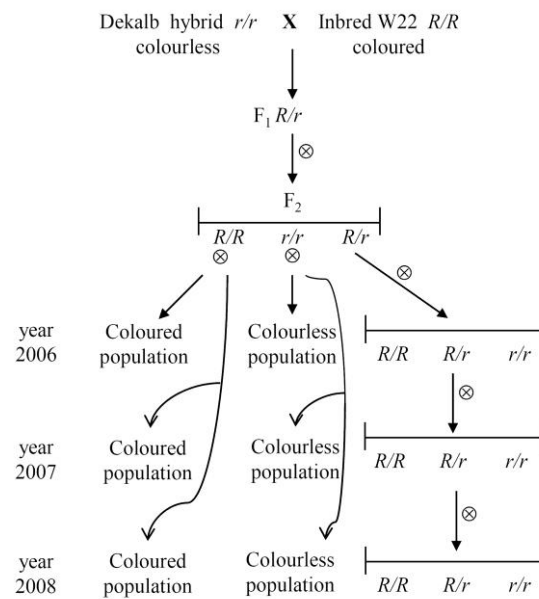 Dekalb hybrid r/r X Inbred W22 R/R
colourless coloured
F₁ R/r
⊗
F₂
R/R r/r R/r
⊗ ⊗ ⊗
year 2006 Coloured population Colourless population R/R R/r r/r
⊗
year 2007 Coloured population Colourless population R/R R/r r/r
⊗
year 2008 Coloured population Colourless population R/R R/r r/r